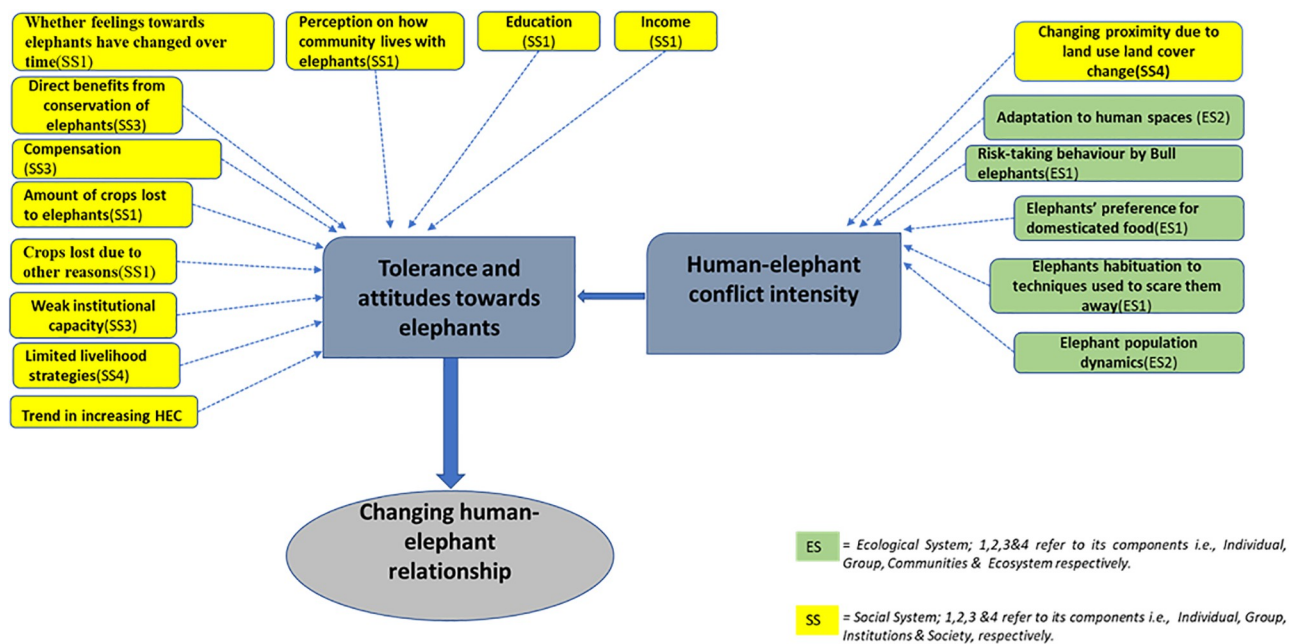 Whether feelings towards
elephants have changed over
time(SS1)
Perception on how
community lives with
elephants(SS1)
Education
(SS1)
Income
(SS1)
Changing proximity due to
land use land cover
change(SS4)
Direct benefits from
conservation of
elephants(SS3)
Compensation
(SS3)
Amount of crops lost
to elephants(SS1)
Crops lost due to
other reasons(SS1)
Weak institutional
capacity(SS3)
Limited livelihood
strategies(SS4)
Trend in increasing HEC
Adaptation to human spaces (ES2)
Risk-taking behaviour by Bull
elephants(ES1)
Elephants’ preference for
domesticated food(ES1)
Elephants habituation to
techniques used to scare them
away(ES1)
Elephant population
dynamics(ES2)
Tolerance and
attitudes towards
elephants
Human-elephant
conflict intensity
Changing human-
elephant
relationship
ES
= Ecological System; 1,2,3&4 refer to its components i.e., Individual,
Group, Communities & Ecosystem respectively.
SS
= Social System; 1,2,3 &4 refer to its components i.e., Individual, Group,
Institutions & Society, respectively.